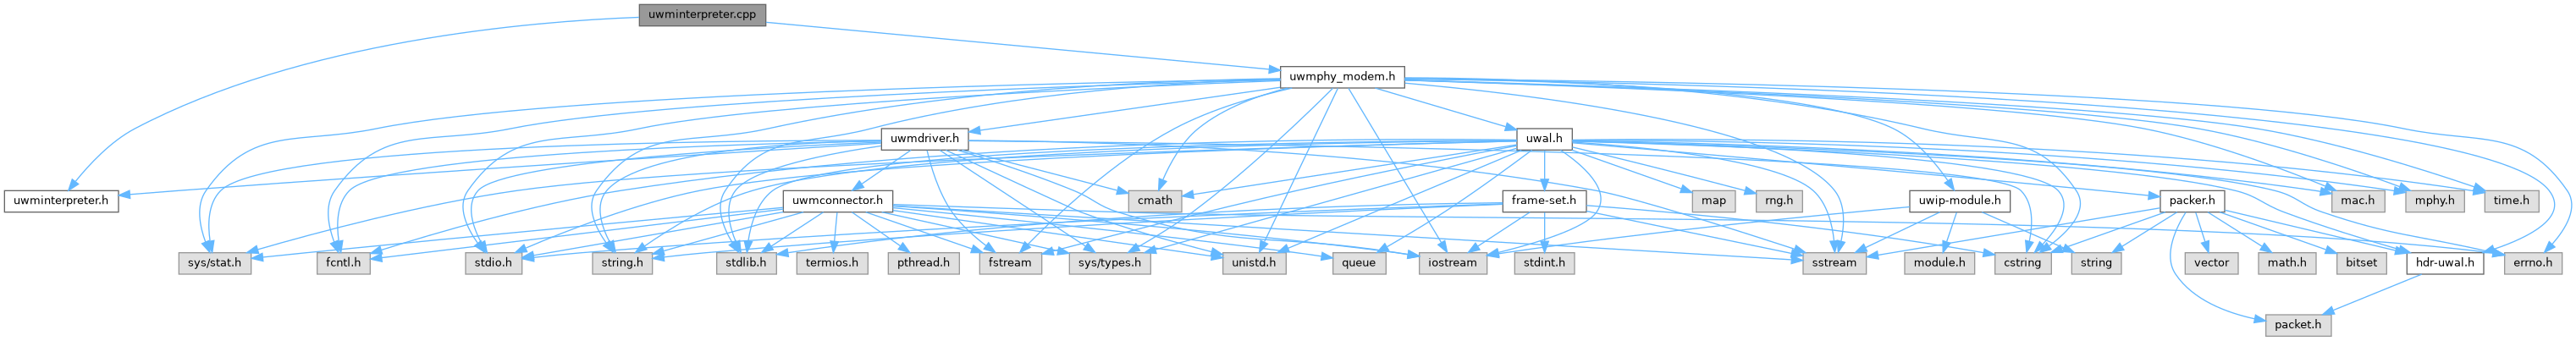 uwminterpreter.cpp
uwmphy_modem.h
uwmdriver.h
uwal.h
uwminterpreter.h
uwmconnector.h
cmath
frame-set.h
map
rng.h
uwip-module.h
packer.h
mac.h
mphy.h
time.h
sys/stat.h
fcntl.h
stdio.h
string.h
stdlib.h
termios.h
pthread.h
fstream
sys/types.h
unistd.h
queue
iostream
stdint.h
sstream
module.h
cstring
string
vector
math.h
bitset
hdr-uwal.h
errno.h
packet.h